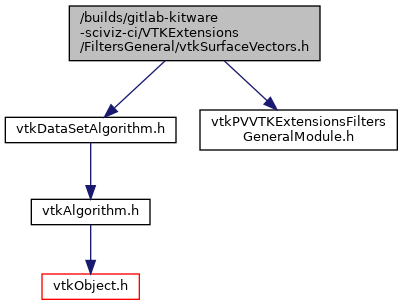 /builds/gitlab-kitware
-sciviz-ci/VTKExtensions
/FiltersGeneral/vtkSurfaceVectors.h
vtkDataSetAlgorithm.h
vtkPVVTKExtensionsFilters
GeneralModule.h
vtkAlgorithm.h
vtkObject.h